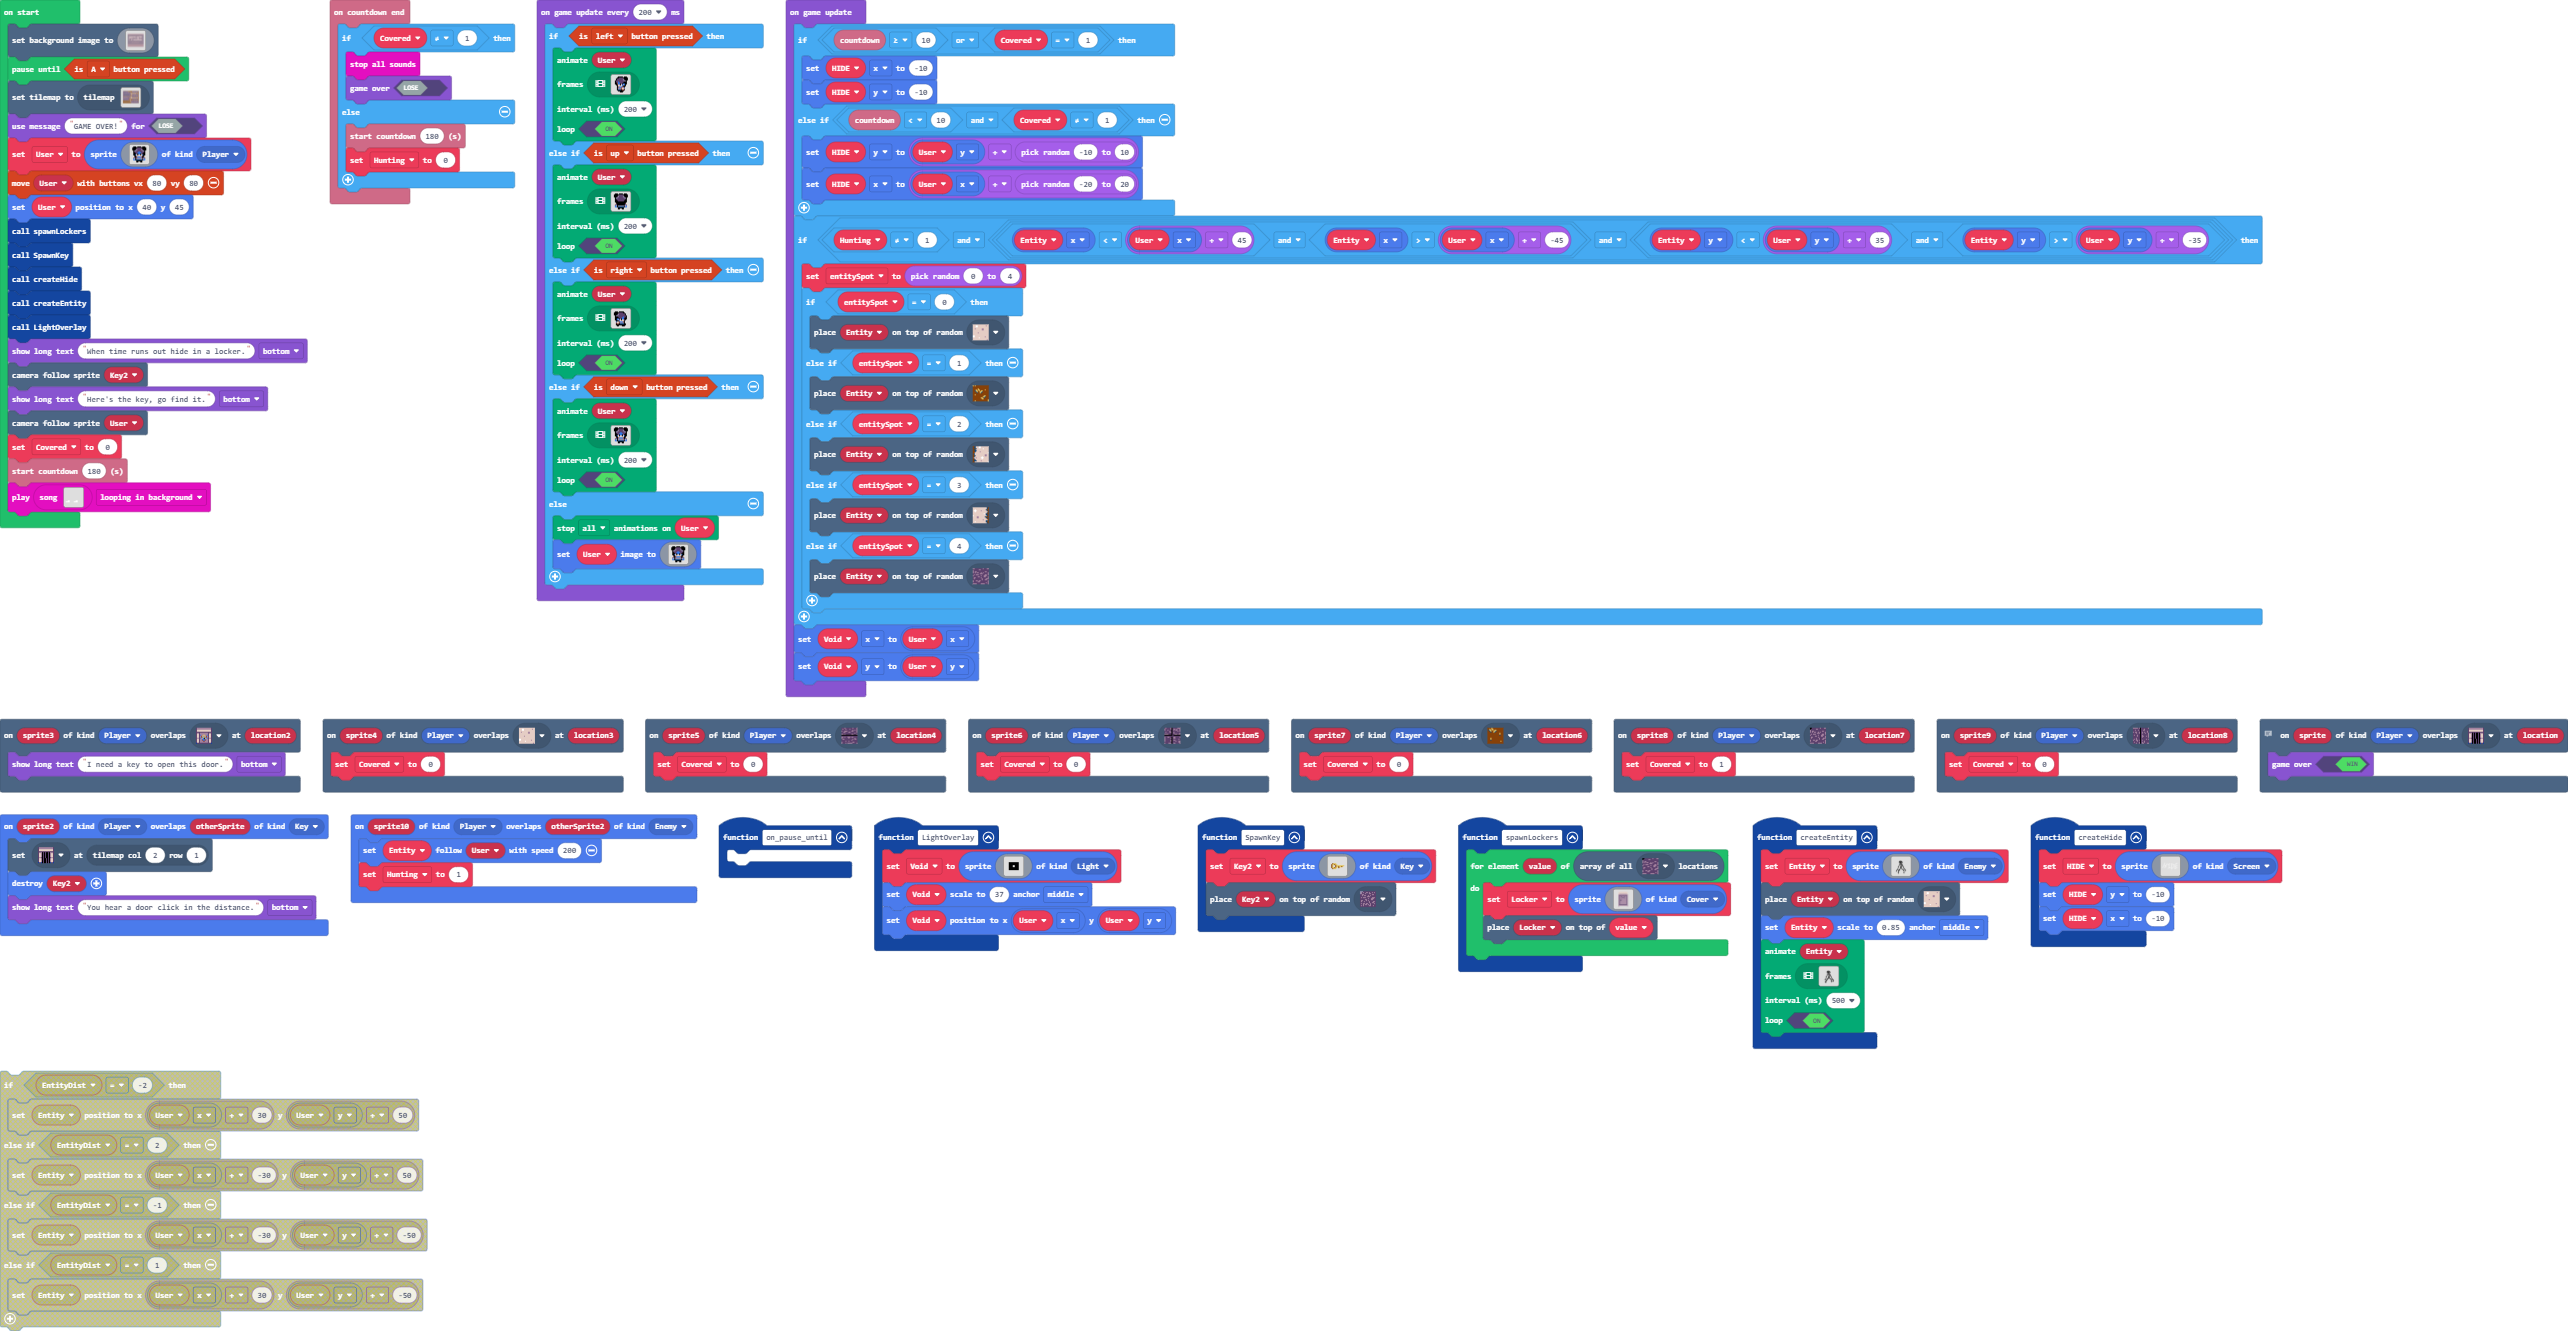 on start
set background image to
pause until is A button pressed
set tilemap to tilemap
use message "GAME OVER!" for LOSE
set User to sprite of kind Player
move User with buttons vx 80 vy 80
set User position to x 40 y 45
call spawnLockers
call SpawnKey
call createHide
call createEntity
call LightOverlay
show long text "When time runs out hide in a locker." bottom
camera follow sprite Key2
show long text "Here's the key, go find it." bottom
camera follow sprite User
set Covered to 0
start countdown 180 (s)
play song looping in background
on countdown end
if Covered ≠ 1 then
stop all sounds
game over LOSE
else
start countdown 180 (s)
set Hunting to 0
on game update every 200 ms
if is left button pressed then
animate User
frames
interval (ms) 200
loop ON
else if is up button pressed then
animate User
frames
interval (ms) 200
loop ON
else if is right button pressed then
animate User
frames
interval (ms) 200
loop ON
else if is down button pressed then
animate User
frames
interval (ms) 200
loop ON
else
stop all animations on User
set User image to
on game update
if countdown ≥ 10 or Covered = 1 then
set HIDE x to -10
set HIDE y to -10
else if countdown < 10 and Covered ≠ 1 then
set HIDE y to User y + pick random -10 to 10
set HIDE x to User x + pick random -20 to 20
if Hunting ≠ 1 and Entity x < User x + 45 and Entity x > User x + -45 and Entity y < User y + 35 and Entity y > User y + -35 then
set entitySpot to pick random 0 to 4
if entitySpot = 0 then
place Entity on top of random
else if entitySpot = 1 then
place Entity on top of random
else if entitySpot = 2 then
place Entity on top of random
else if entitySpot = 3 then
place Entity on top of random
else if entitySpot = 4 then
place Entity on top of random
set Void x to User x
set Void y to User y
on sprite3 of kind Player overlaps at location2
show long text "I need a key to open this door." bottom
on sprite4 of kind Player overlaps at location3
set Covered to 0
on sprite5 of kind Player overlaps at location4
set Covered to 0
on sprite6 of kind Player overlaps at location5
set Covered to 0
on sprite7 of kind Player overlaps at location6
set Covered to 0
on sprite8 of kind Player overlaps at location7
set Covered to 1
on sprite9 of kind Player overlaps at location8
set Covered to 0
on sprite of kind Player overlaps at location
game over WIN
on sprite2 of kind Player overlaps otherSprite of kind Key
set at tilemap col 2 row 1
destroy Key2
show long text "You hear a door click in the distance." bottom
on sprite10 of kind Player overlaps otherSprite2 of kind Enemy
set Entity follow User with speed 200
set Hunting to 1
function on_pause_until
function LightOverlay
set Void to sprite of kind Light
set Void scale to 37 anchor middle
set Void position to x User x y User y
function SpawnKey
set Key2 to sprite of kind Key
place Key2 on top of random
function spawnLockers
for element value of array of all locations
do
set Locker to sprite of kind Cover
place Locker on top of value
function createEntity
set Entity to sprite of kind Enemy
place Entity on top of random
set Entity scale to 0.85 anchor middle
animate Entity
frames
interval (ms) 500
loop ON
function createHide
set HIDE to sprite of kind Screen
set HIDE y to -10
set HIDE x to -10
if EntityDist = -2 then
set Entity position to x User x + 30 y User y + 50
else if EntityDist = 2 then
set Entity position to x User x + -30 y User y + 50
else if EntityDist = -1 then
set Entity position to x User x + -30 y User y + -50
else if EntityDist = 1 then
set Entity position to x User x + 30 y User y + -50